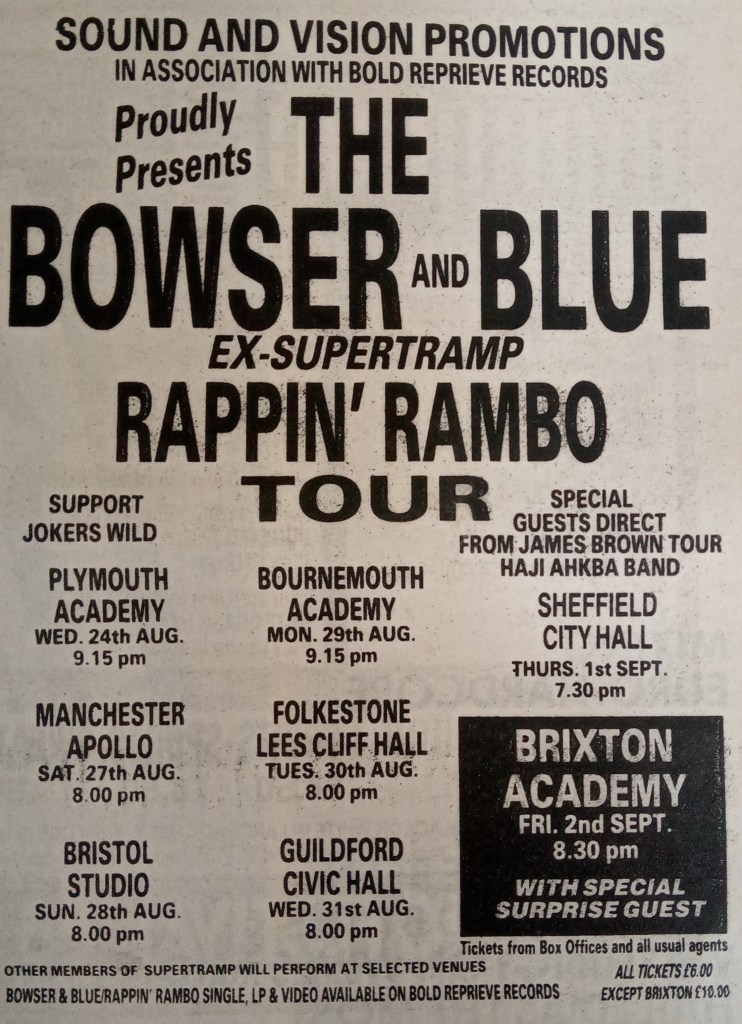 SOUND AND VISION PROMOTIONS
IN ASSOCIATION WITH BOLD REPRIEVE RECORDS
Proudly
Presents
THE
BOWSER AND BLUE
EX-SUPERTRAMP
RAPPIN' RAMBO
TOUR
SUPPORT
JOKERS WILD
SPECIAL
GUESTS DIRECT
FROM JAMES BROWN TOUR
HAJI AHKBA BAND
PLYMOUTH
ACADEMY
WED. 24th AUG.
9.15 pm
MANCHESTER
APOLLO
SAT. 27th AUG.
8.00 pm
BRISTOL
STUDIO
SUN. 28th AUG.
8.00 pm
BOURNEMOUTH
ACADEMY
MON. 29th AUG.
9.15 pm
FOLKESTONE
LEES CLIFF HALL
TUES. 30th AUG.
8.00 pm
GUILDFORD
CIVIC HALL
WED. 31st AUG.
8.00 pm
SHEFFIELD
CITY HALL
THURS. 1st SEPT.
7.30 pm
BRIXTON
ACADEMY
FRI. 2nd SEPT.
8.30 pm
WITH SPECIAL
SURPRISE GUEST
Tickets from Box Offices and all usual agents
OTHER MEMBERS OF SUPERTRAMP WILL PERFORM AT SELECTED VENUES
BOWSER & BLUE/RAPPIN' RAMBO SINGLE, LP & VIDEO AVAILABLE ON BOLD REPRIEVE RECORDS
ALL TICKETS £6.00
EXCEPT BRIXTON £10.00